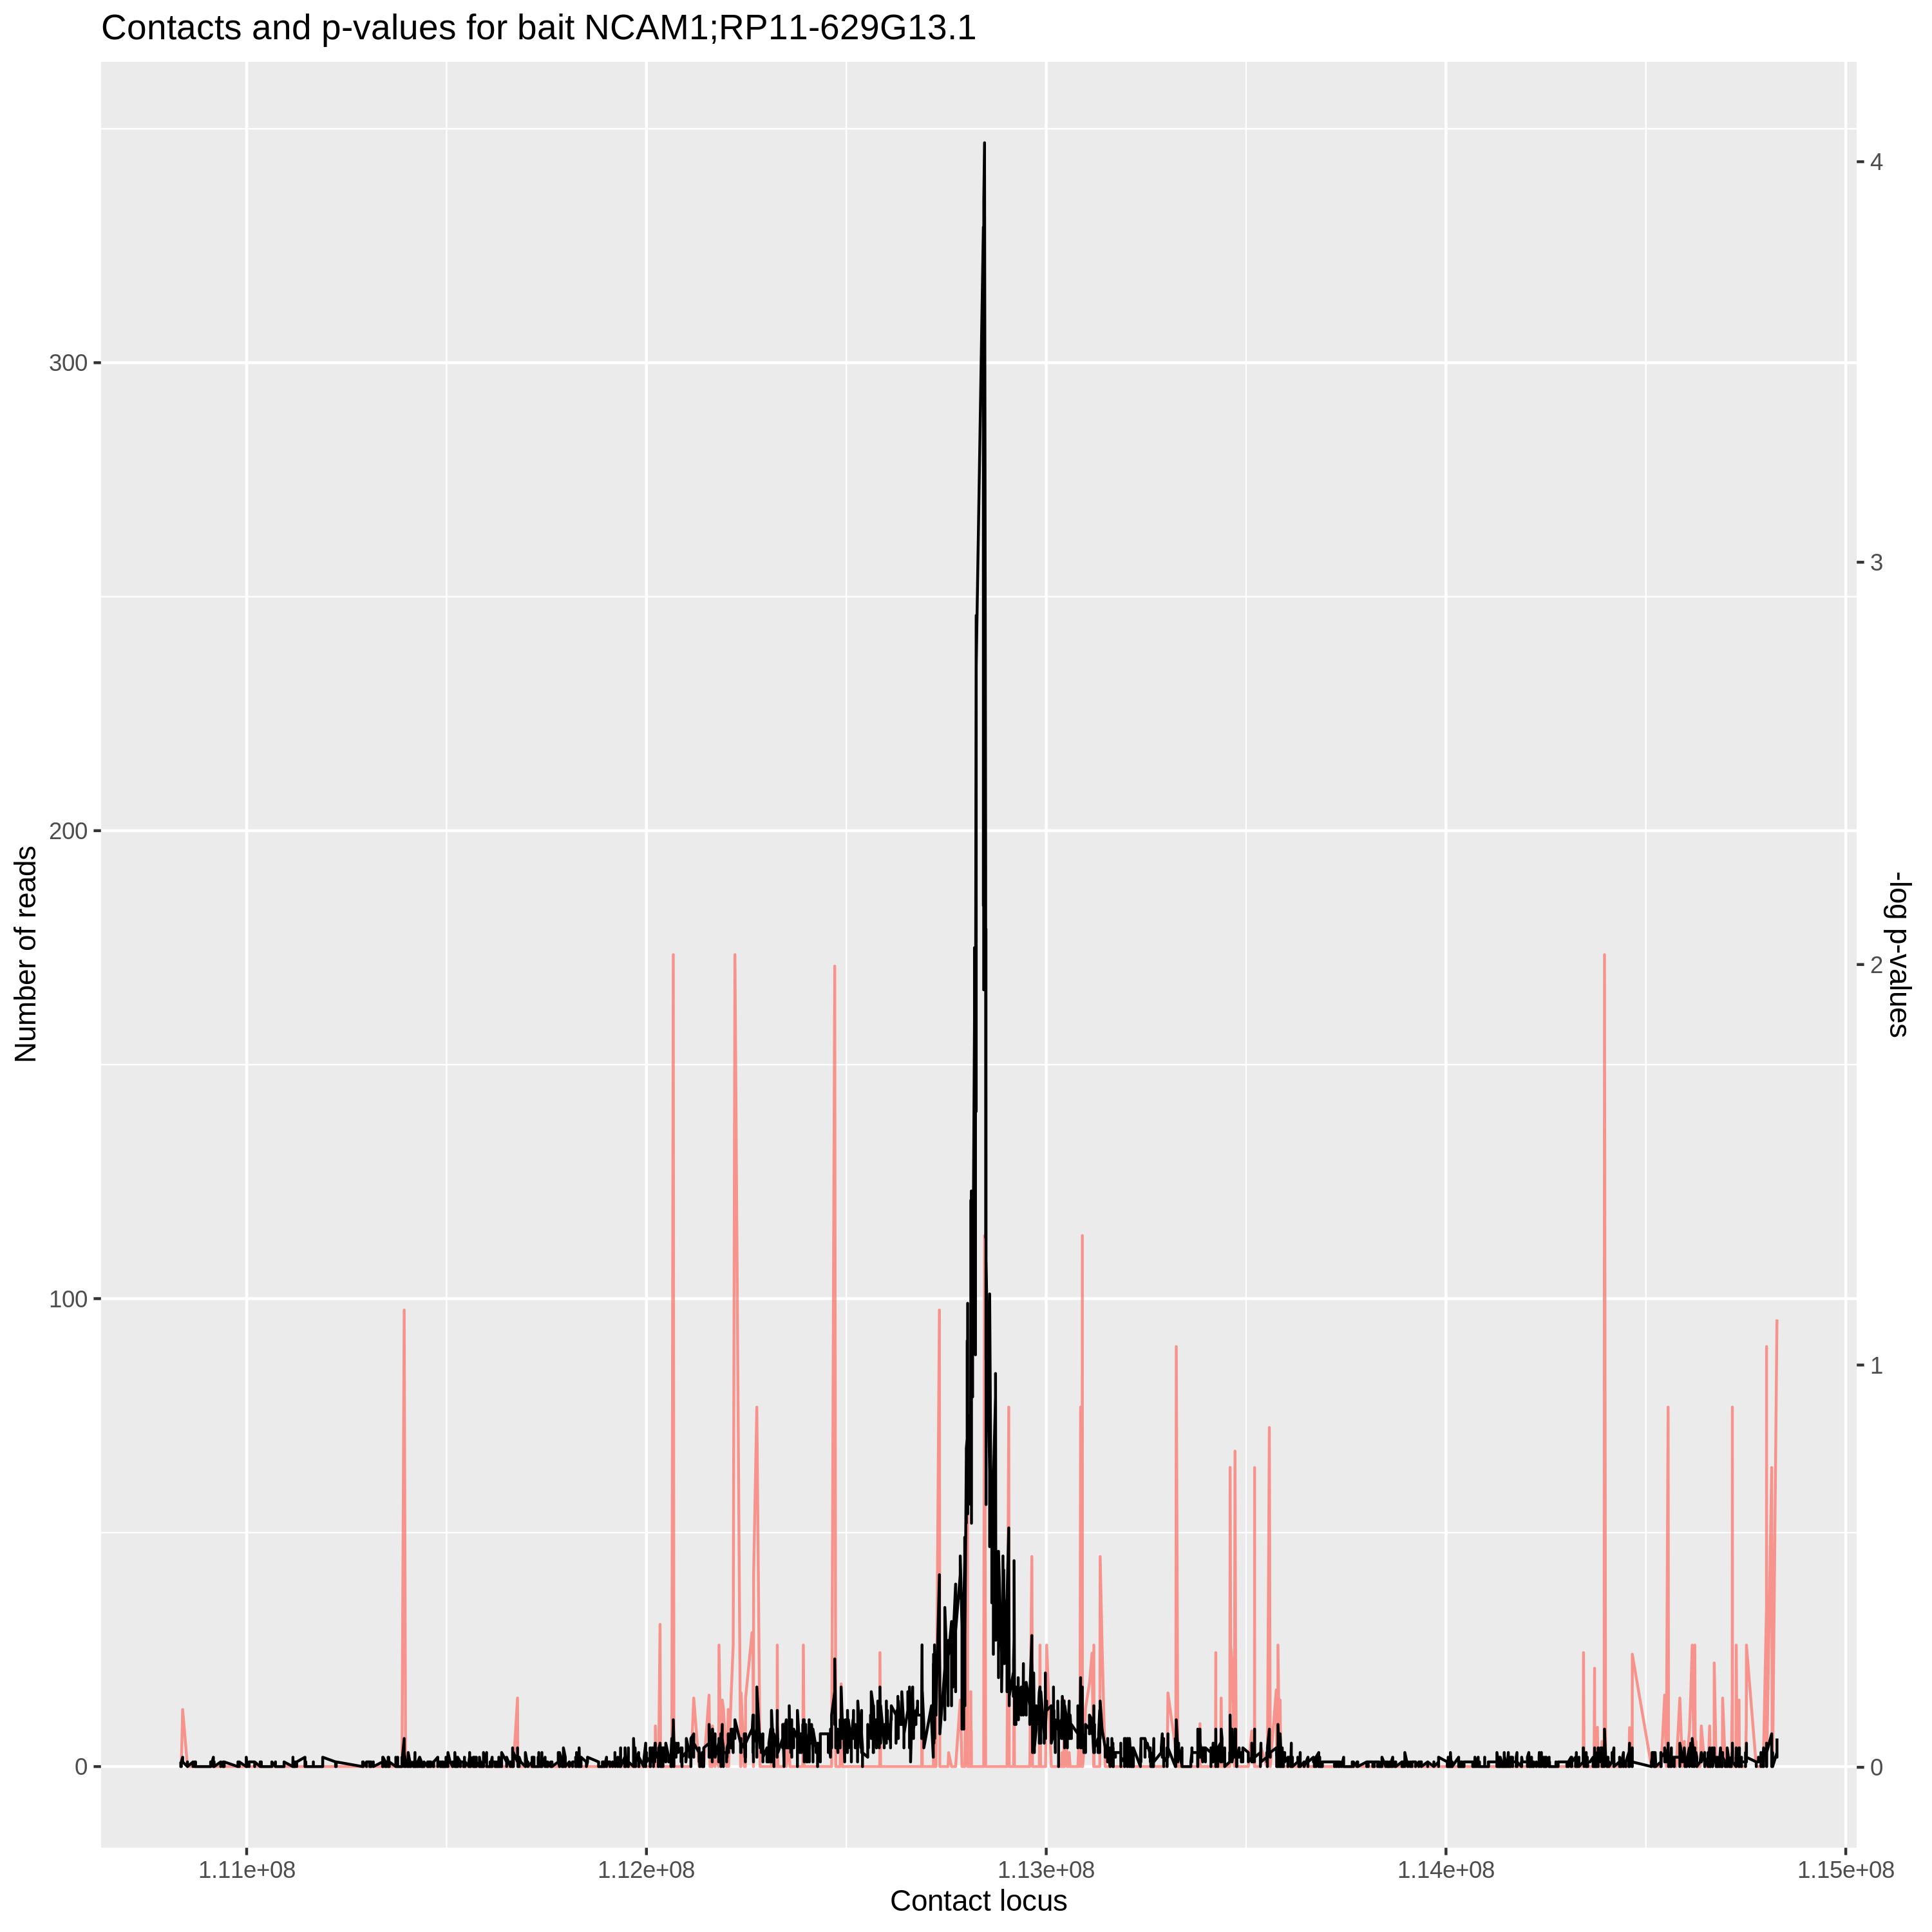 Contacts and p-values for bait NCAM1;RP11-629G13.1
Number of reads
300
200
100
0
4
3
2
1
0
-log p-values
1.11e+08
1.12e+08
1.13e+08
1.14e+08
1.15e+08
Contact locus